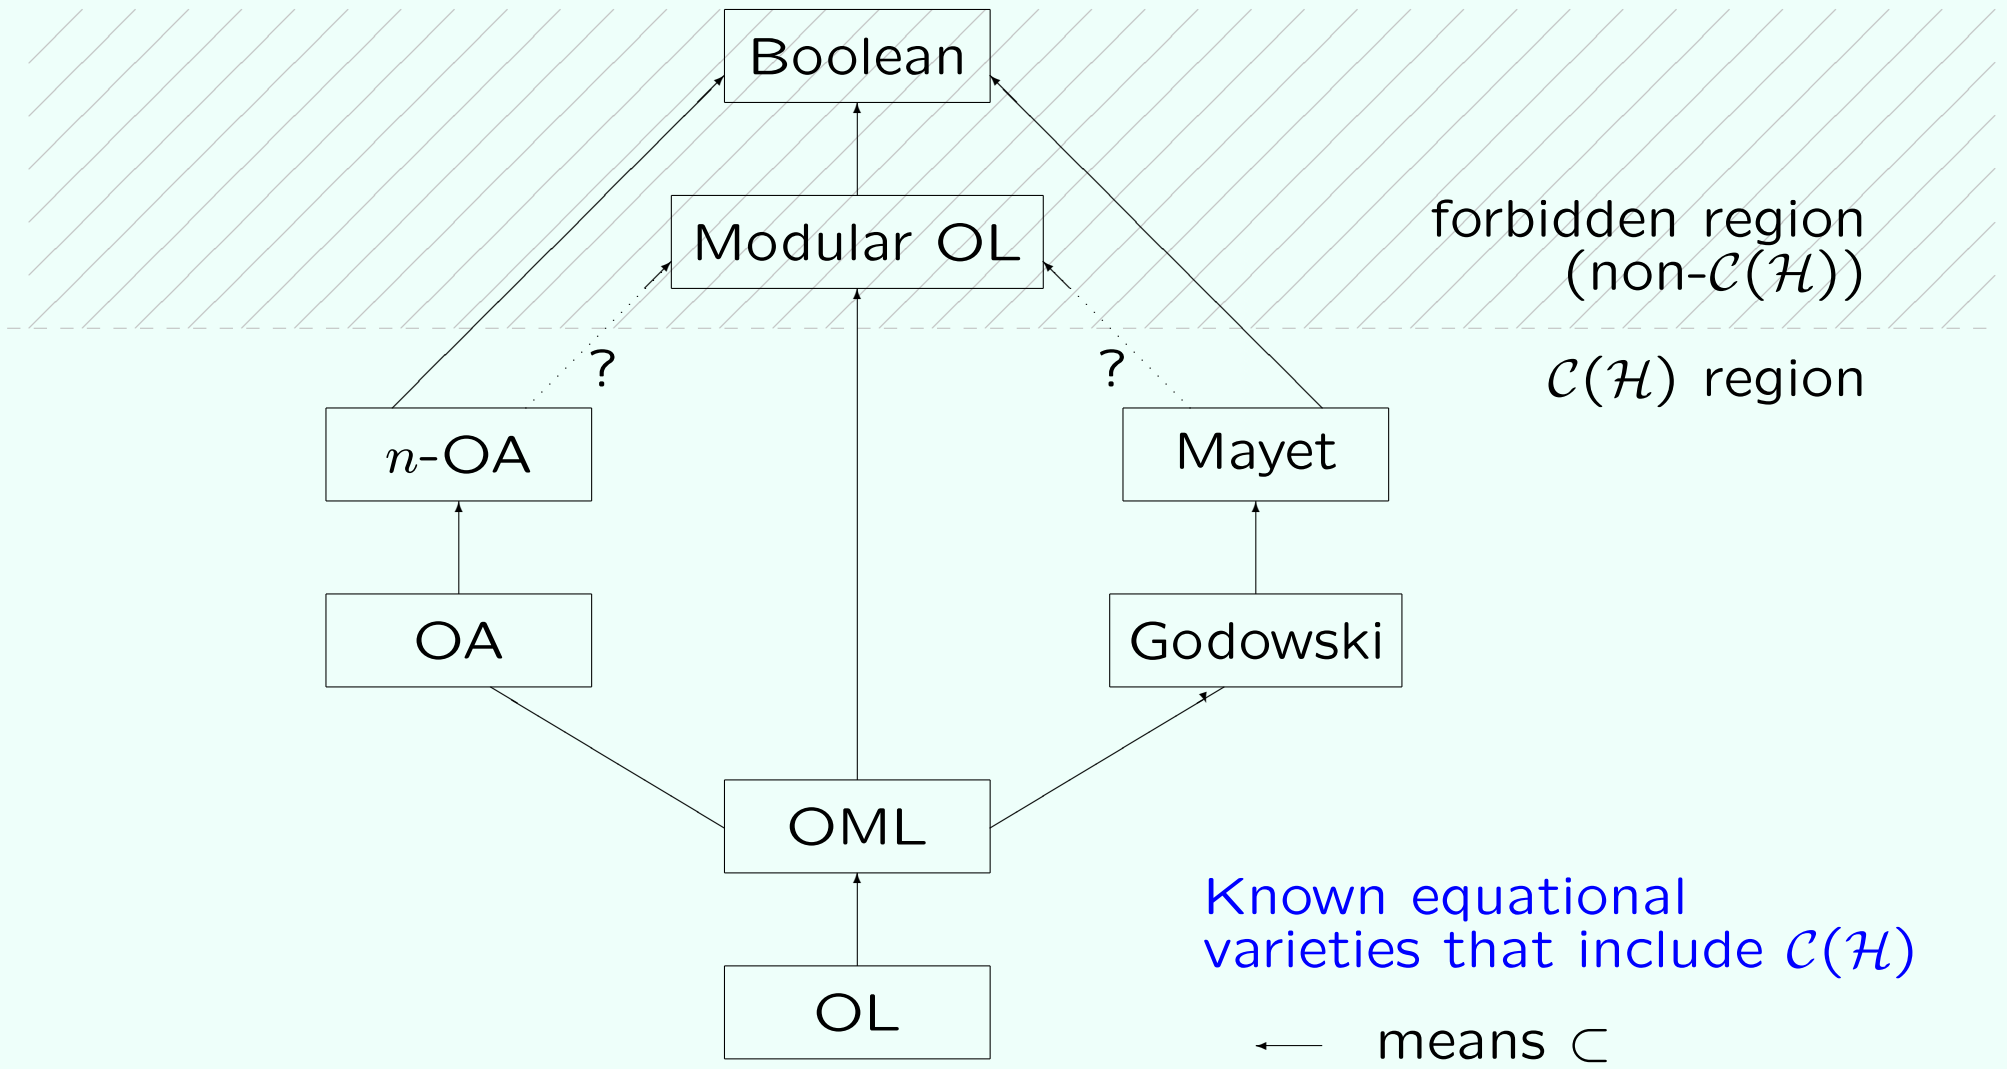 Boolean
Modular OL
forbidden region
(non-𝒞(ℋ))
?
?
𝒞(ℋ) region
n-OA
Mayet
OA
Godowski
OML
Known equational
varieties that include 𝒞(ℋ)
OL
means ⊂